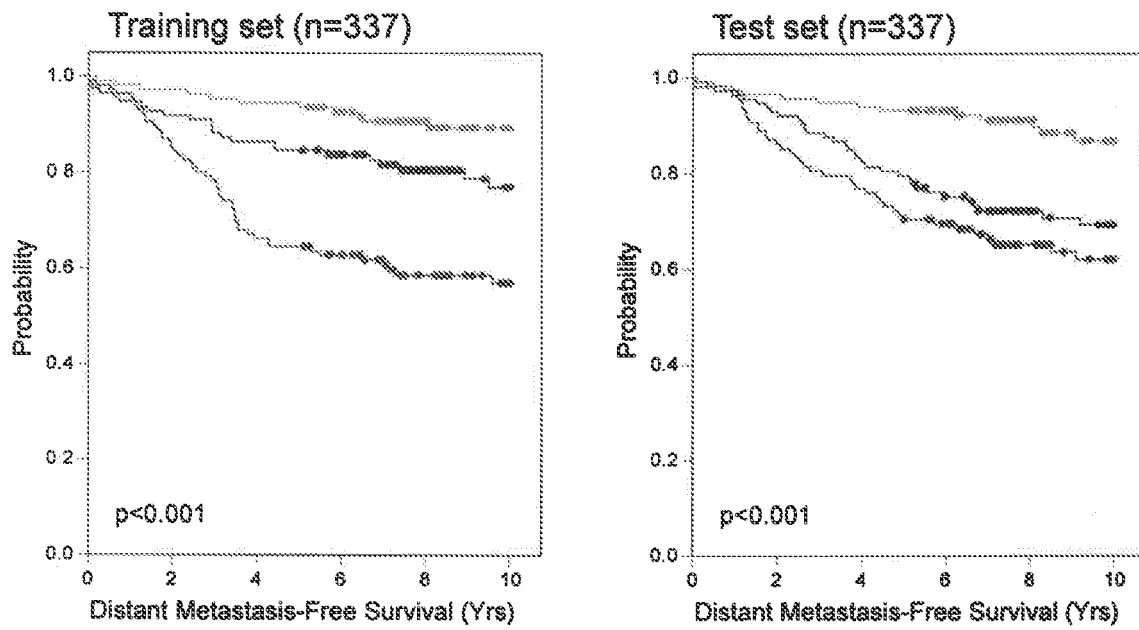 Training set (n=337)
1.0
0.8
0.6
0.4
0.2
0.0
Probability
p<0.001
0 2 4 6 8 10
Distant Metastasis-Free Survival (Yrs)
Test set (n=337)
1.0
0.8
0.6
0.4
0.2
0.0
Probability
p<0.001
0 2 4 6 8 10
Distant Metastasis-Free Survival (Yrs)